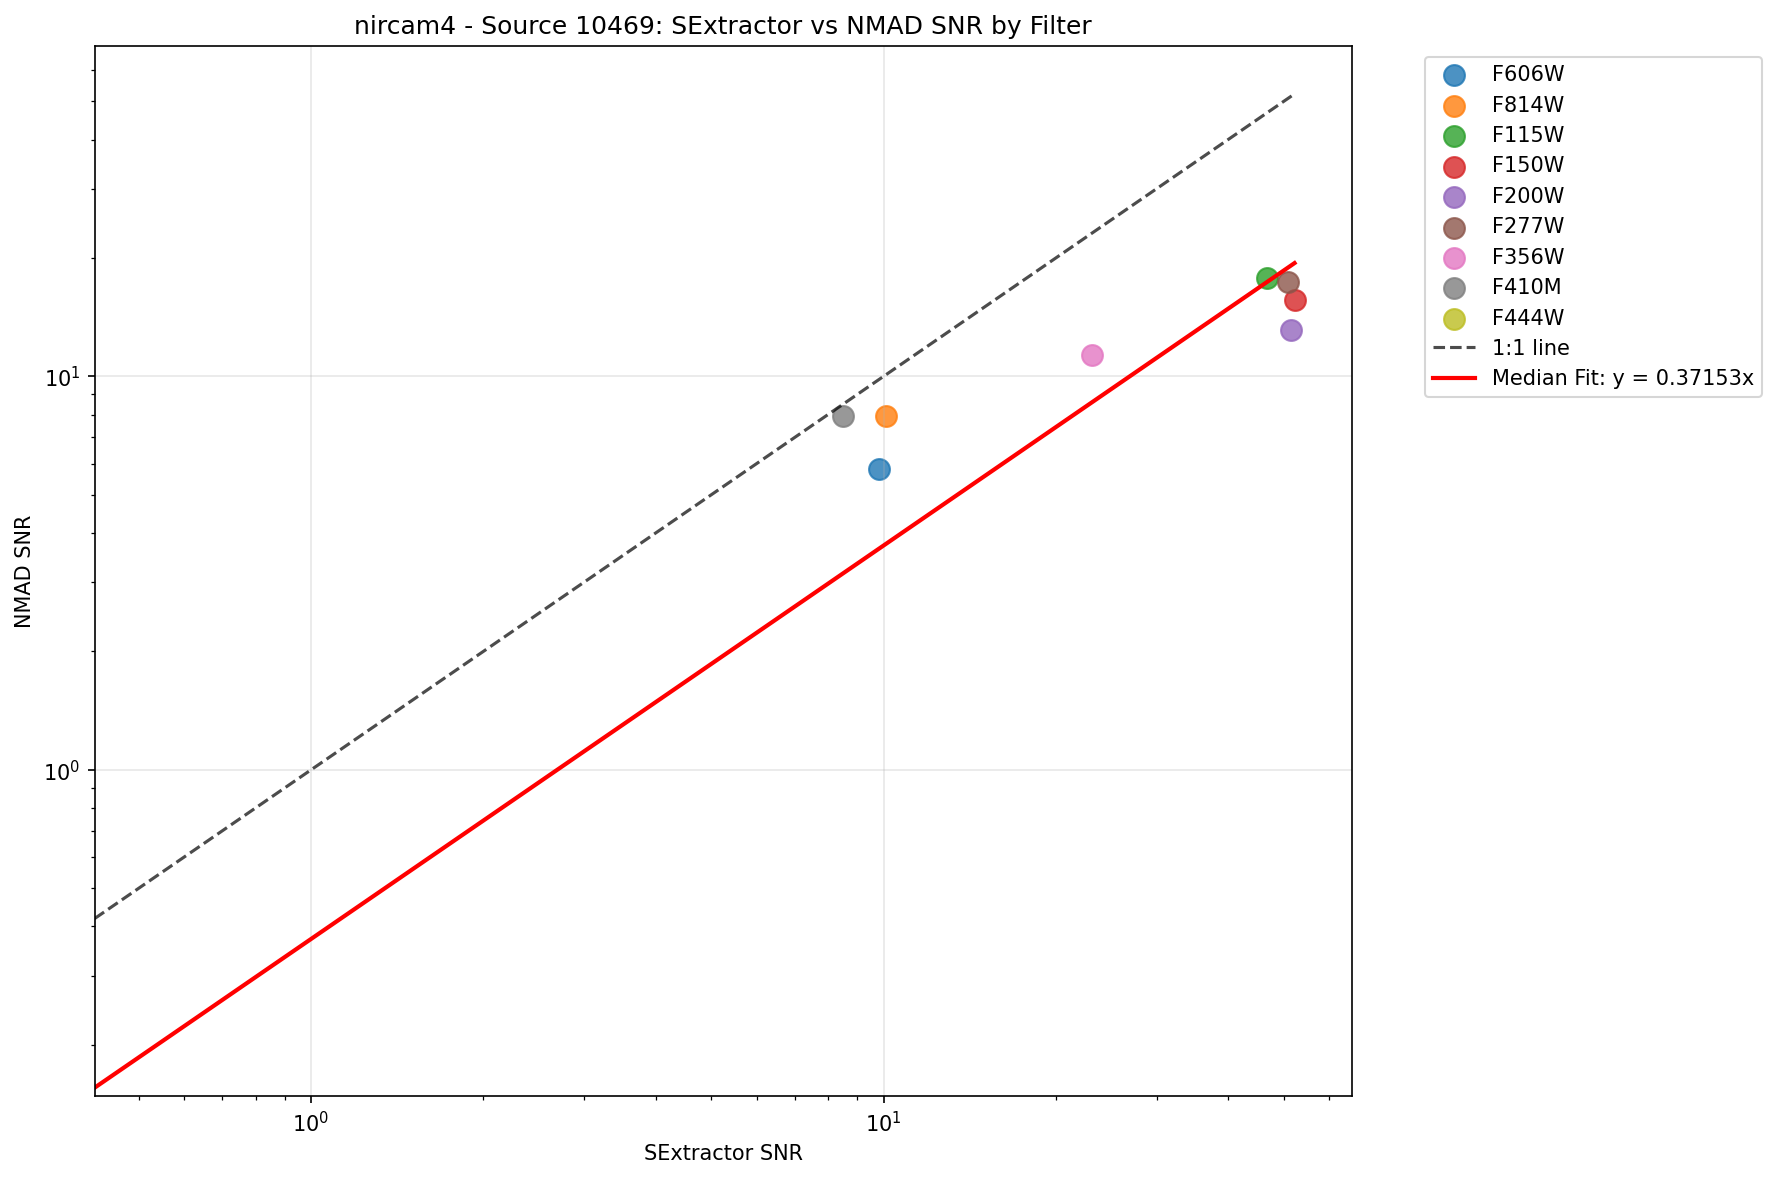 nircam4 - Source 10469: SExtractor vs NMAD SNR by Filter
F606W
F814W
F115W
F150W
F200W
F277W
F356W
F410M
F444W
1:1 line
Median Fit: y = 0.37153x
NMAD SNR
10¹
10⁰
10⁰
10¹
SExtractor SNR